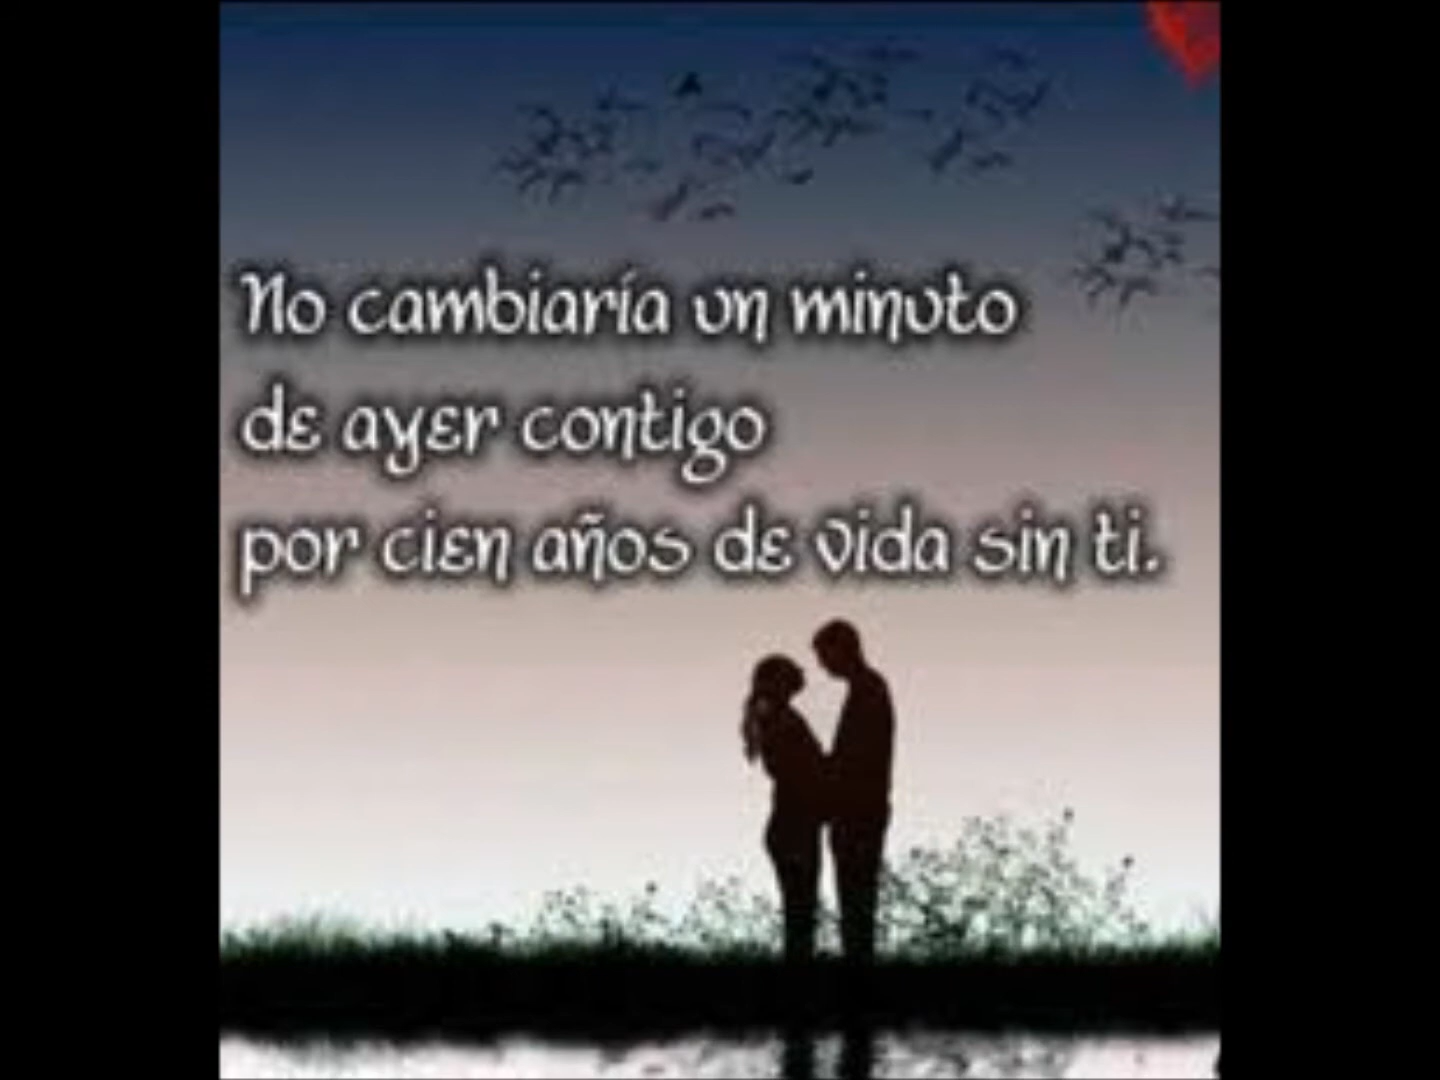 No cambiaría un minuto
de ayer contigo
por cien años de vida sin ti.